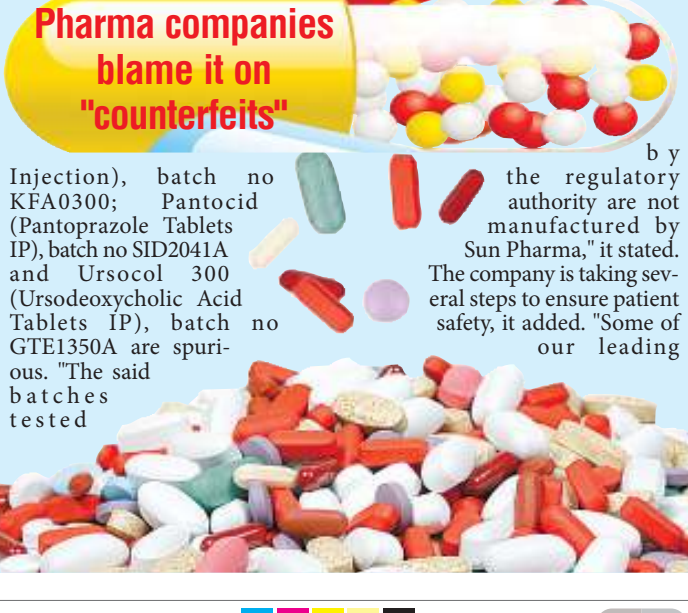 Pharma companies
blame it on
"counterfeits"
Injection), batch no
KFA0300; Pantocid
(Pantoprazole Tablets
IP), batch no SID2041A
and Ursocol 300
(Ursodeoxycholic Acid
Tablets IP), batch no
GTE1350A are spuri-
ous. "The said
batches
tested
by
the regulatory
authority are not
manufactured by
Sun Pharma," it stated.
The company is taking sev-
eral steps to ensure patient
safety, it added. "Some of
our leading